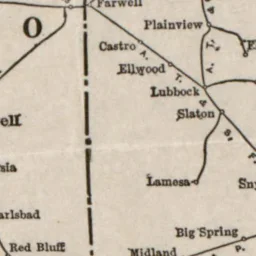 Farwell
O
Plainview
Castro
A.
Ellwood
T.
A. T.
Lubbock
&
Slaton
ell
S.
Lamesa
sia
Sny
arlsbad
Big Spring
Red Bluff
Midland
P.